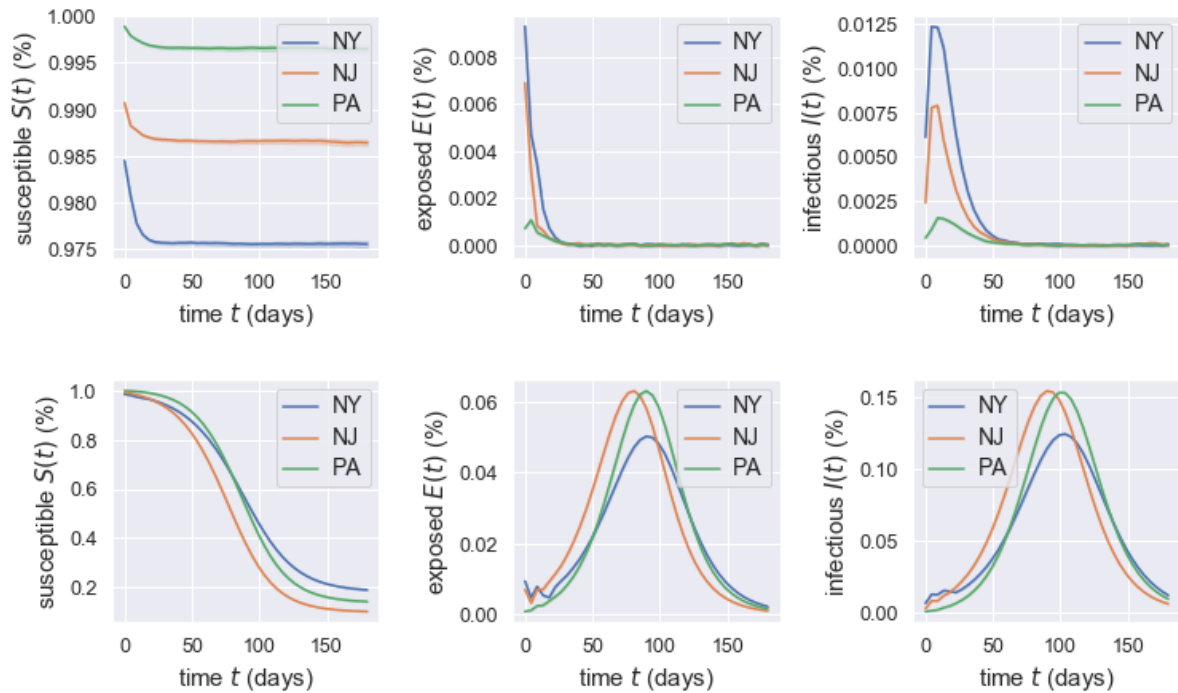 susceptible S(t) (%)
1.000
0.995
0.990
0.985
0.980
0.975
NY
NJ
PA
0 50 100 150
time t (days)
exposed E(t) (%)
0.008
0.006
0.004
0.002
0.000
NY
NJ
PA
0 50 100 150
time t (days)
infectious I(t) (%)
0.0125
0.0100
0.0075
0.0050
0.0025
0.0000
NY
NJ
PA
0 50 100 150
time t (days)
susceptible S(t) (%)
1.0
0.8
0.6
0.4
0.2
NY
NJ
PA
0 50 100 150
time t (days)
exposed E(t) (%)
0.06
0.04
0.02
0.00
NY
NJ
PA
0 50 100 150
time t (days)
infectious I(t) (%)
0.15
0.10
0.05
0.00
NY
NJ
PA
0 50 100 150
time t (days)